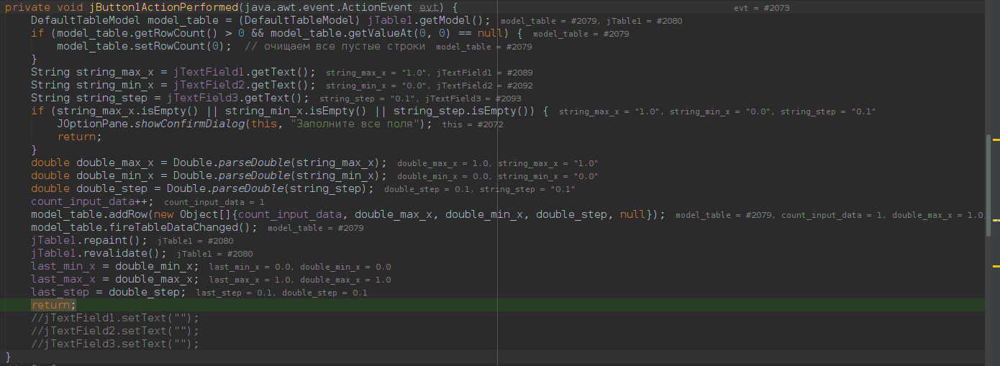 private void jButton1ActionPerformed(java.awt.event.ActionEvent evt) { evt = #2073
DefaultTableModel model_table = (DefaultTableModel) jTable1.getModel(); model_table = #2079, jTable1 = #2080
if (model_table.getRowCount() > 0 && model_table.getValueAt(0, 0) == null) { model_table = #2079
model_table.setRowCount(0); // очищаем все пустые строки model_table = #2079
}
String string_max_x = jTextField1.getText(); string_max_x = "1.0", jTextField1 = #2089
String string_min_x = jTextField2.getText(); string_min_x = "0.0", jTextField2 = #2092
String string_step = jTextField3.getText(); string_step = "0.1", jTextField3 = #2093
if (string_max_x.isEmpty() || string_min_x.isEmpty() || string_step.isEmpty()) { string_max_x = "1.0", string_min_x = "0.0", string_step = "0.1"
JOptionPane.showConfirmDialog(this, "Заполните все поля"); this = #2072
return;
}
double double_max_x = Double.parseDouble(string_max_x); double_max_x = 1.0, string_max_x = "1.0"
double double_min_x = Double.parseDouble(string_min_x); double_min_x = 0.0, string_min_x = "0.0"
double double_step = Double.parseDouble(string_step); double_step = 0.1, string_step = "0.1"
count_input_data++; count_input_data = 1
model_table.addRow(new Object[]{count_input_data, double_max_x, double_min_x, double_step, null}); model_table = #2079, count_input_data = 1, double_max_x = 1.0,
model_table.fireTableDataChanged(); model_table = #2079
jTable1.repaint(); jTable1 = #2080
jTable1.revalidate(); jTable1 = #2080
last_min_x = double_min_x; last_min_x = 0.0, double_min_x = 0.0
last_max_x = double_max_x; last_max_x = 1.0, double_max_x = 1.0
last_step = double_step; last_step = 0.1, double_step = 0.1
return;
//jTextField1.setText("");
//jTextField2.setText("");
//jTextField3.setText("");
}